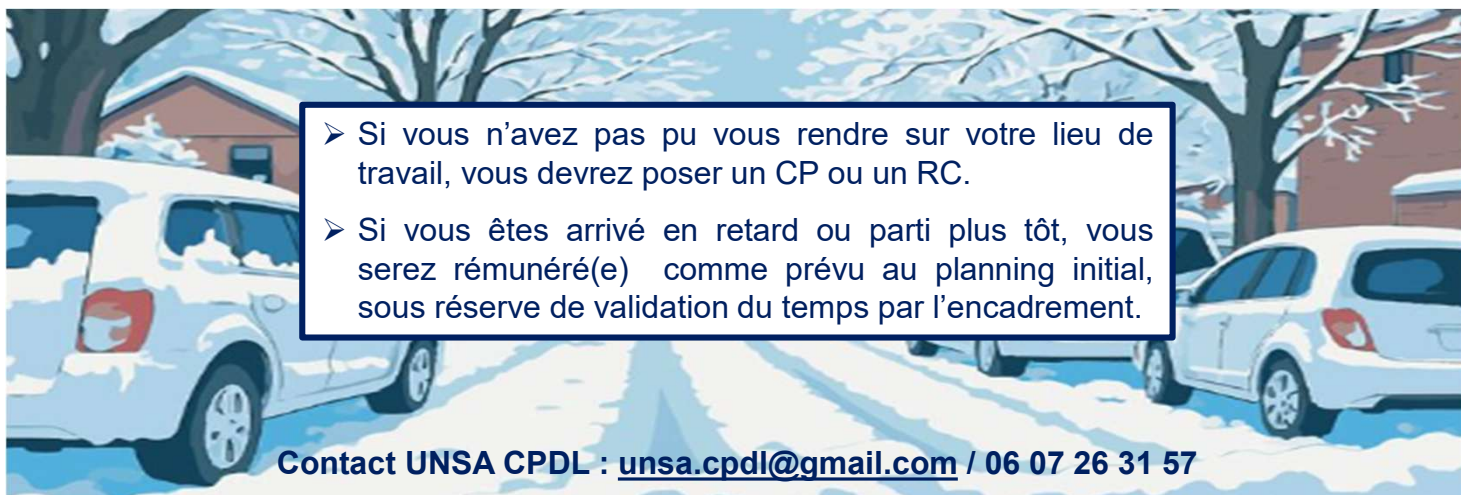 ➢ Si vous n’avez pas pu vous rendre sur votre lieu de
travail, vous devrez poser un CP ou un RC.
➢ Si vous êtes arrivé en retard ou parti plus tôt, vous
serez rémunéré(e) comme prévu au planning initial,
sous réserve de validation du temps par l’encadrement.
Contact UNSA CPDL : unsa.cpdl@gmail.com / 06 07 26 31 57